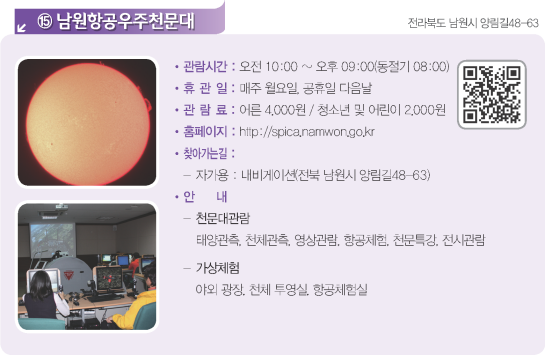 ⑮ 남원항공우주천문대
전라북도 남원시 양림길48-63
• 관람시간 : 오전 10:00 ~ 오후 09:00(동절기 08:00)
• 휴 관 일 : 매주 월요일, 공휴일 다음날
• 관 람 료 : 어른 4,000원 / 청소년 및 어린이 2,000원
• 홈페이지 : http://spica.namwon.go.kr
• 찾아가는길 :
– 자가용 : 내비게이션(전북 남원시 양림길48-63)
• 안 내
– 천문대관람
태양관측, 천체관측, 영상관람, 항공체험, 천문특강, 전시관람
– 가상체험
야외 광장, 천체 투영실, 항공체험실